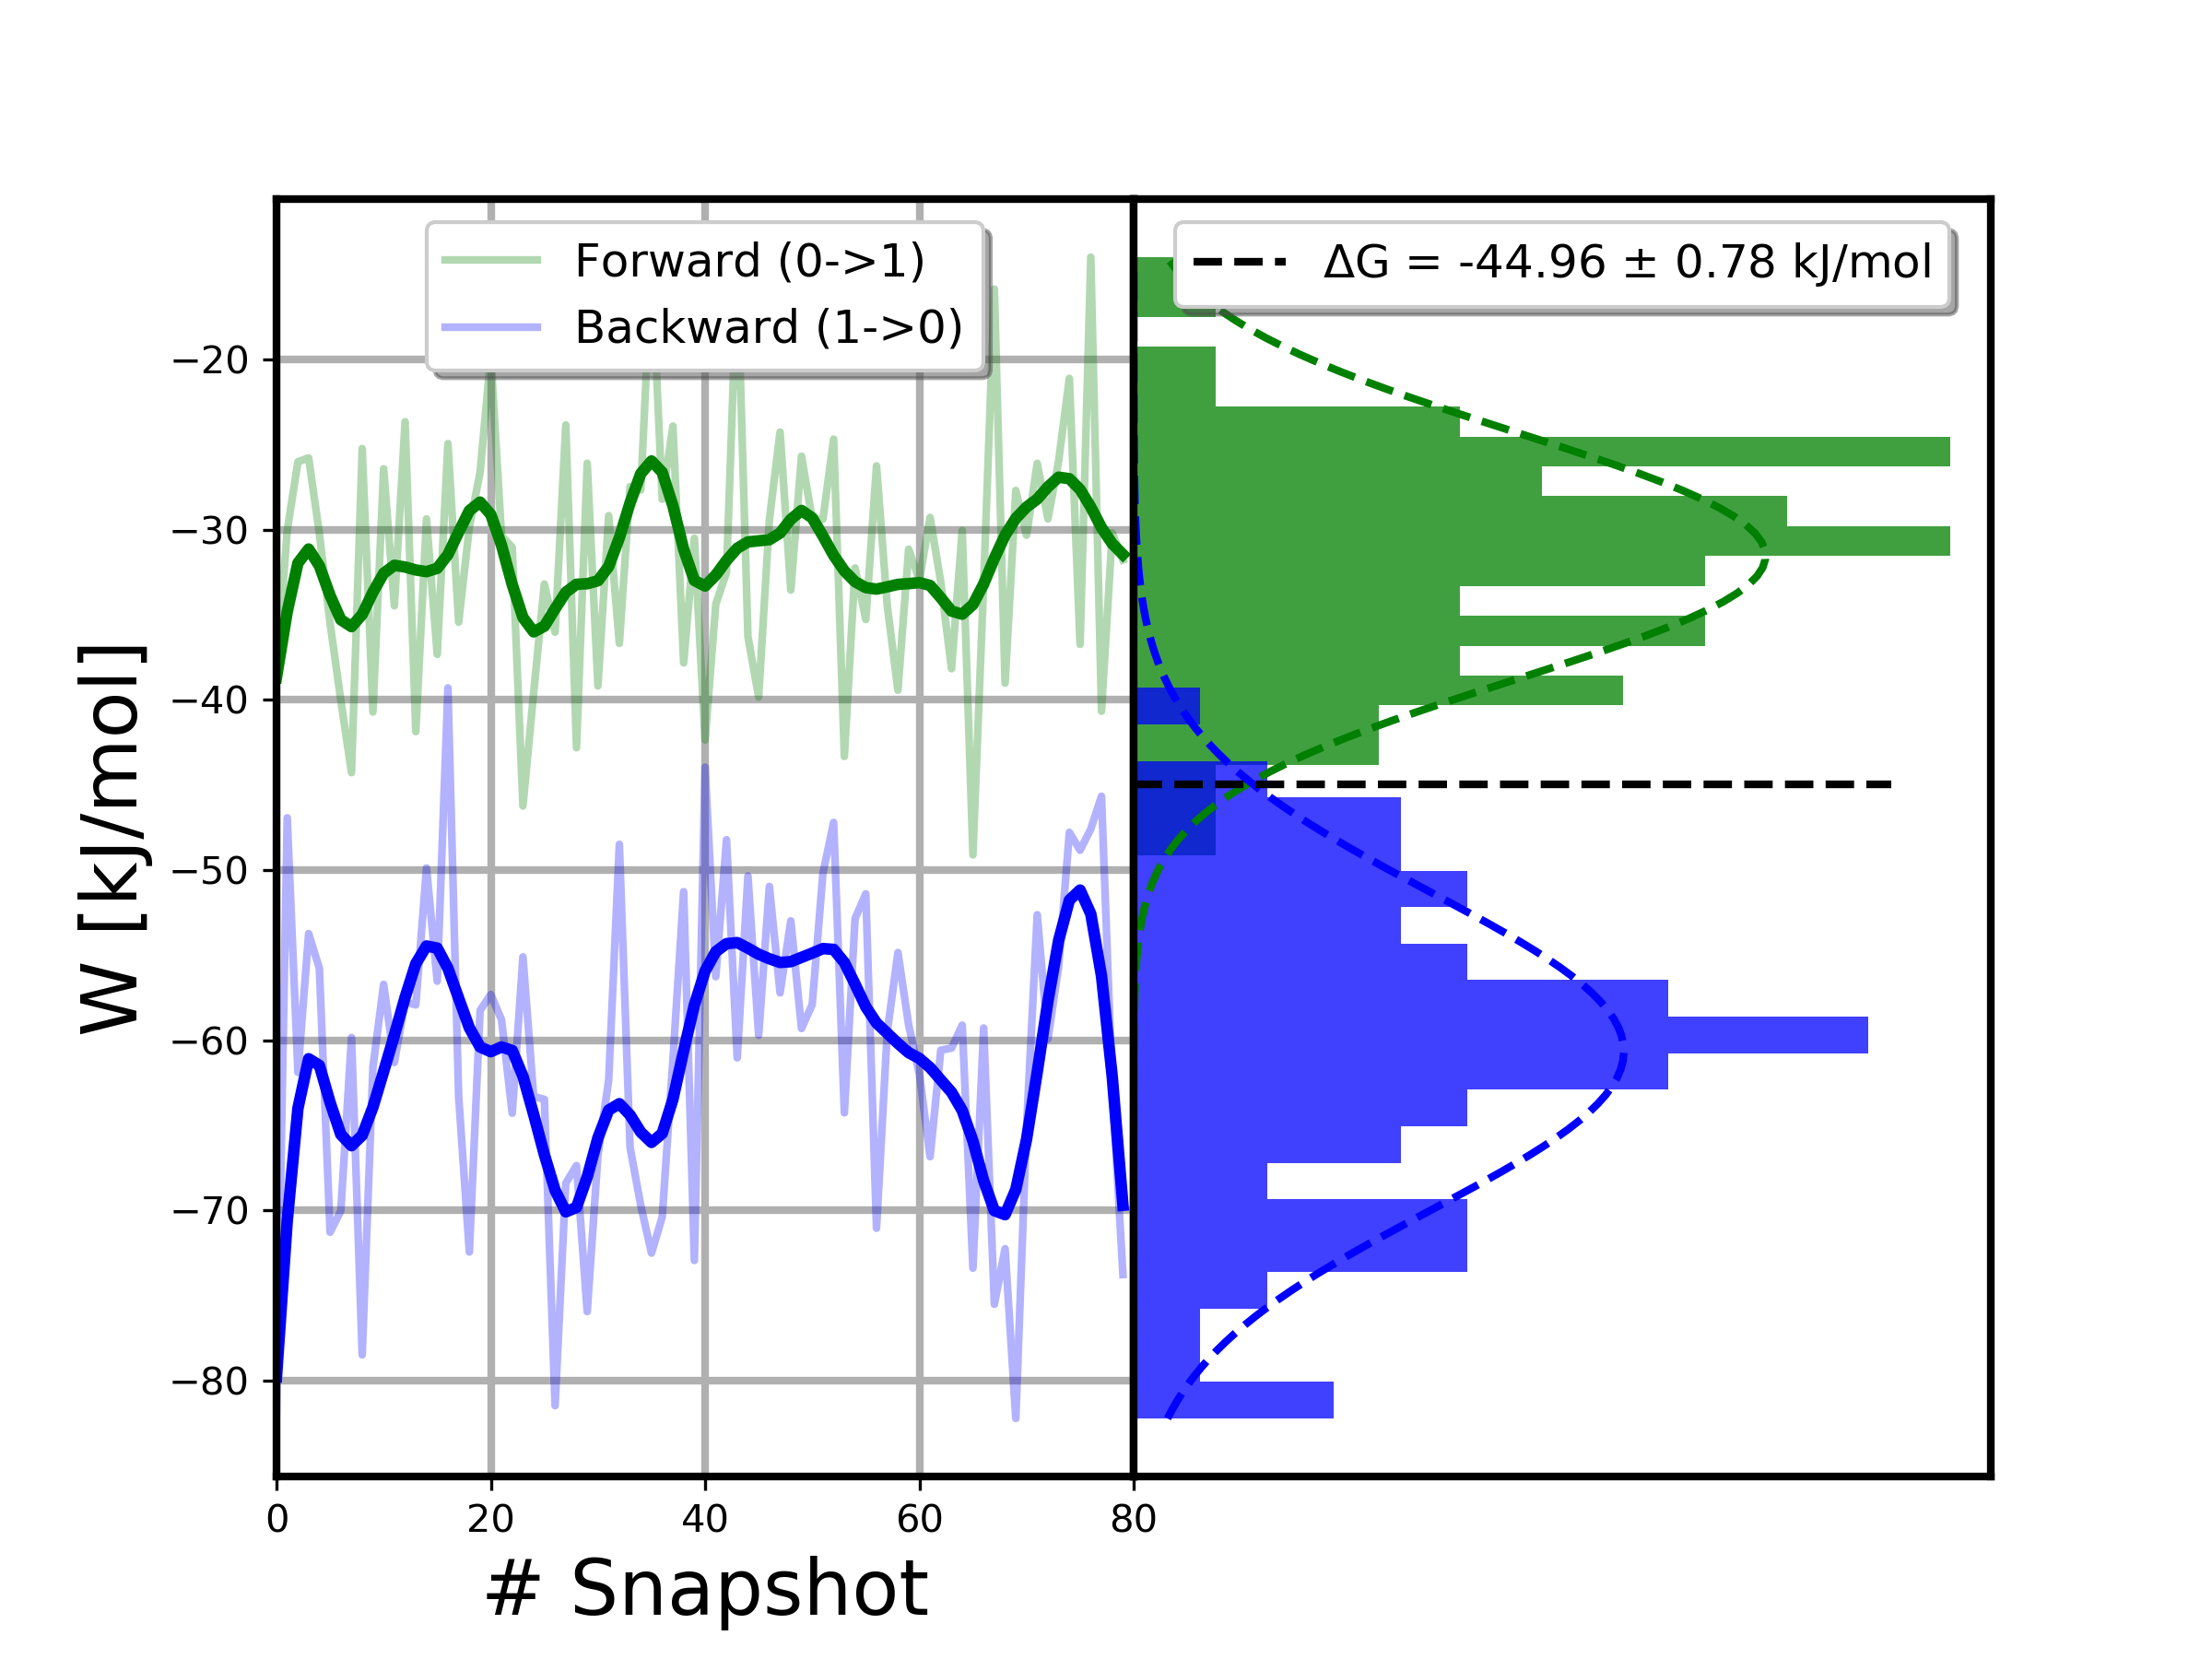 Forward (0->1)
Backward (1->0)
ΔG = -44.96 ± 0.78 kJ/mol
−20
−30
−40
−50
−60
−70
−80
W [kJ/mol]
0 20 40 60 80
# Snapshot